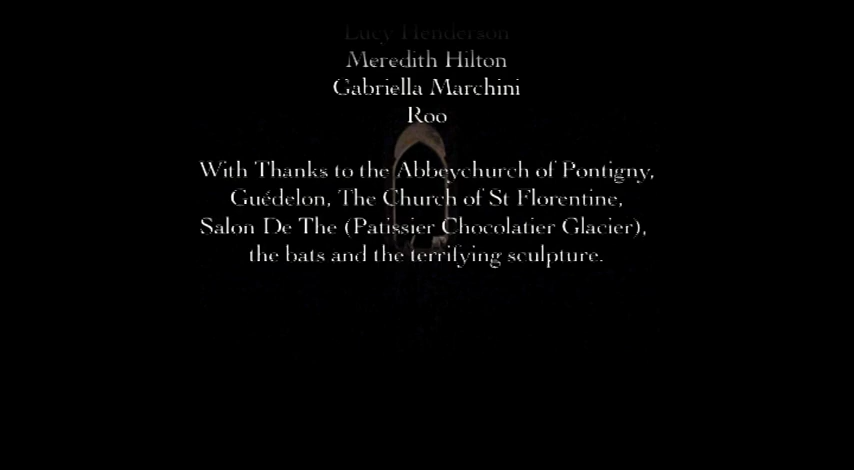 Lucy Henderson
Meredith Hilton
Gabriella Marchini
Roo
With Thanks to the Abbeychurch of Pontigny,
Guédelon, The Church of St Florentine,
Salon De The (Patissier Chocolatier Glacier),
the bats and the terrifying sculpture.